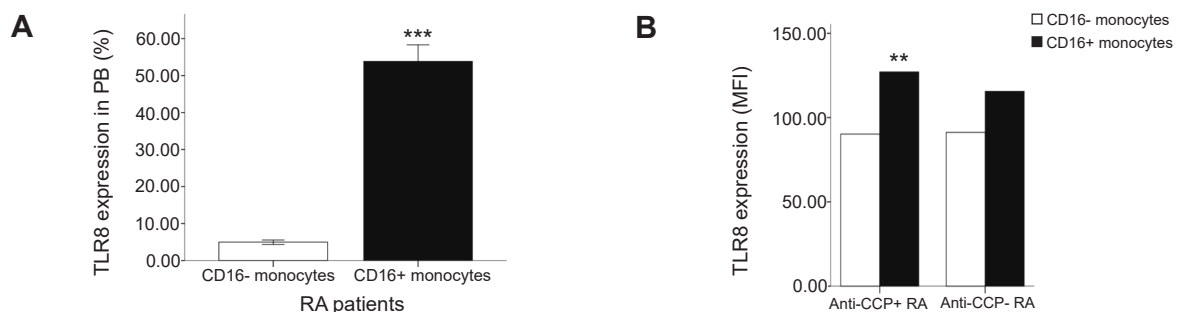 A
TLR8 expression in PB (%)
60.00
50.00
40.00
30.00
20.00
10.00
0.00
***
CD16- monocytes
CD16+ monocytes
RA patients
B
CD16- monocytes
CD16+ monocytes
TLR8 expression (MFI)
150.00
100.00
50.00
0.00
**
Anti-CCP+ RA
Anti-CCP- RA